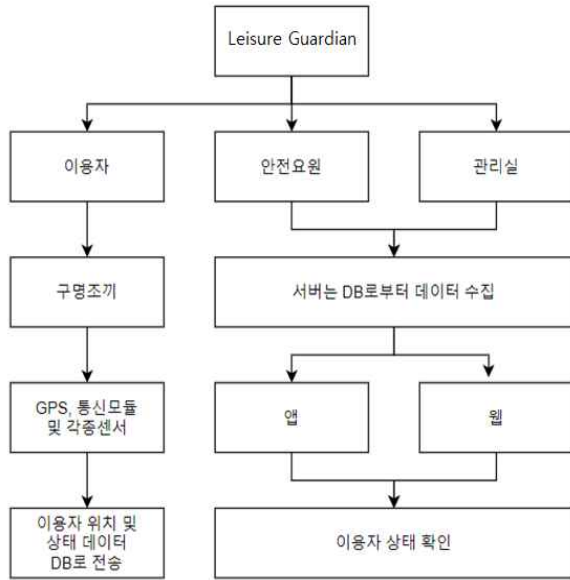 Leisure Guardian
이용자
안전요원
관리실
구명조끼
서버는 DB로부터 데이터 수집
GPS, 통신모듈
및 각종센서
앱
웹
이용자 위치 및
상태 데이터
DB로 전송
이용자 상태 확인